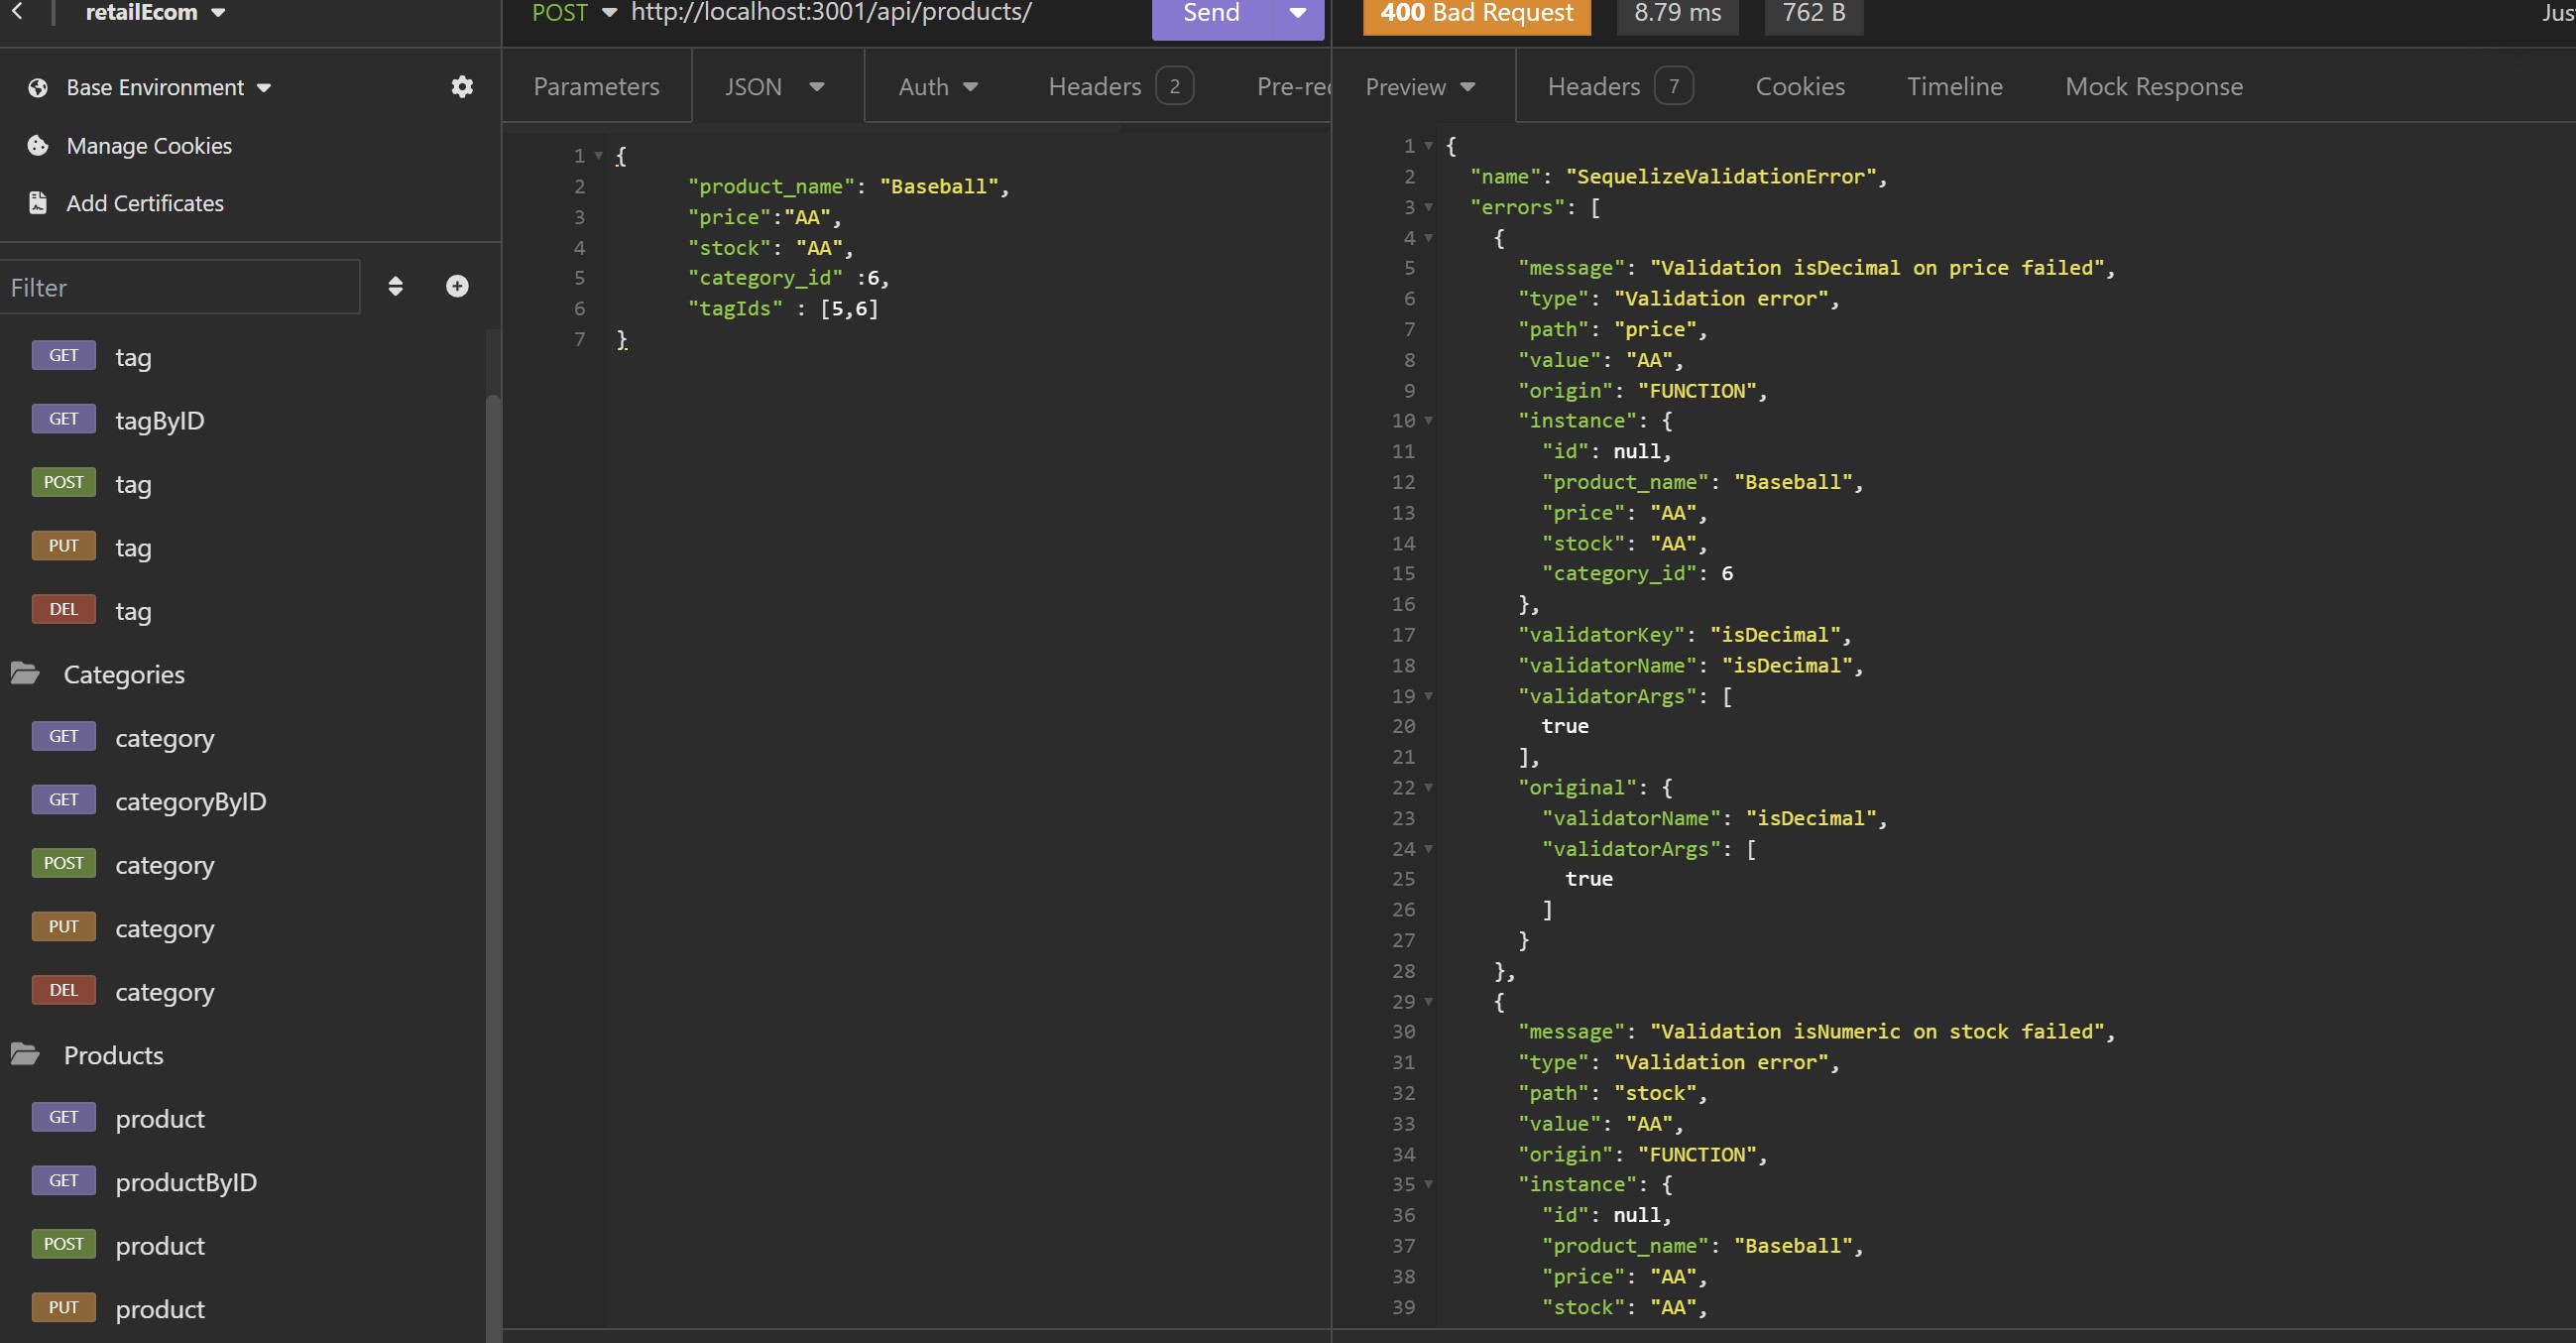 retailEcom
Base Environment
Manage Cookies
Add Certificates
Filter
GET tag
GET tagByID
POST tag
PUT tag
DEL tag
Categories
GET category
GET categoryByID
POST category
PUT category
DEL category
Products
GET product
GET productByID
POST product
PUT product
POST http://localhost:3001/api/products/ Send
Parameters JSON Auth Headers 2 Pre-req
1 {
2 "product_name": "Baseball",
3 "price":"AA",
4 "stock": "AA",
5 "category_id" :6,
6 "tagIds" : [5,6]
7 }
400 Bad Request 8.79 ms 762 B Jus
Preview Headers 7 Cookies Timeline Mock Response
1 {
2 "name": "SequelizeValidationError",
3 "errors": [
4 {
5 "message": "Validation isDecimal on price failed",
6 "type": "Validation error",
7 "path": "price",
8 "value": "AA",
9 "origin": "FUNCTION",
10 "instance": {
11 "id": null,
12 "product_name": "Baseball",
13 "price": "AA",
14 "stock": "AA",
15 "category_id": 6
16 },
17 "validatorKey": "isDecimal",
18 "validatorName": "isDecimal",
19 "validatorArgs": [
20 true
21 ],
22 "original": {
23 "validatorName": "isDecimal",
24 "validatorArgs": [
25 true
26 ]
27 }
28 },
29 {
30 "message": "Validation isNumeric on stock failed",
31 "type": "Validation error",
32 "path": "stock",
33 "value": "AA",
34 "origin": "FUNCTION",
35 "instance": {
36 "id": null,
37 "product_name": "Baseball",
38 "price": "AA",
39 "stock": "AA",